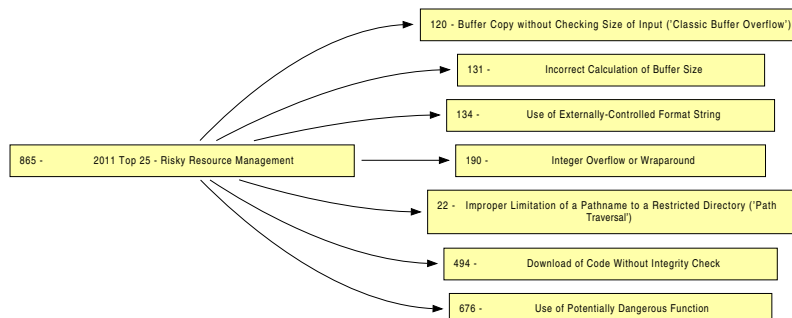 120 - Buffer Copy without Checking Size of Input ('Classic Buffer Overflow')
131 - Incorrect Calculation of Buffer Size
134 - Use of Externally-Controlled Format String
865 - 2011 Top 25 - Risky Resource Management
190 - Integer Overflow or Wraparound
22 - Improper Limitation of a Pathname to a Restricted Directory ('Path
Traversal')
494 - Download of Code Without Integrity Check
676 - Use of Potentially Dangerous Function